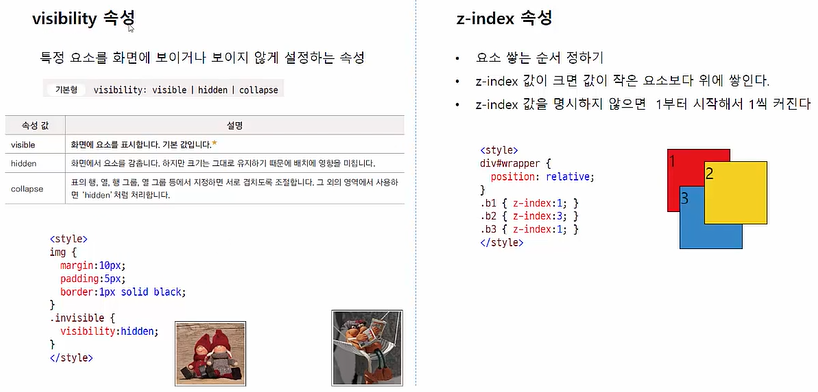 visibility 속성
특정 요소를 화면에 보이거나 보이지 않게 설정하는 속성
기본형 visibility: visible | hidden | collapse
속성 값 설명
visible 화면에 요소를 표시합니다. 기본 값입니다.*
hidden 화면에서 요소를 감춥니다. 하지만 크기는 그대로 유지하기 때문에 배치에 영향을 미칩니다.
collapse 표의 행, 열, 행 그룹, 열 그룹 등에서 지정하면 서로 겹치도록 조절합니다. 그 외의 영역에서 사용하
면 'hidden'처럼 처리합니다.
<style>
img {
margin:10px;
padding:5px;
border:1px solid black;
}
.invisible {
visibility:hidden;
}
</style>
z-index 속성
• 요소 쌓는 순서 정하기
• z-index 값이 크면 값이 작은 요소보다 위에 쌓인다.
• z-index 값을 명시하지 않으면 1부터 시작해서 1씩 커진다
<style>
div#wrapper {
position: relative;
}
.b1 { z-index:1; }
.b2 { z-index:3; }
.b3 { z-index:1; }
</style>
1
2
3